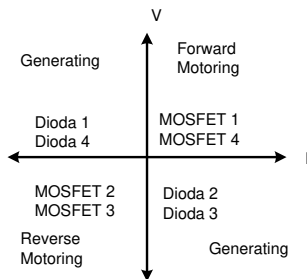 V
Forward
Motoring
Generating
Dioda 1
Dioda 4
MOSFET 1
MOSFET 4
MOSFET 2
MOSFET 3
Dioda 2
Dioda 3
Reverse
Motoring
Generating